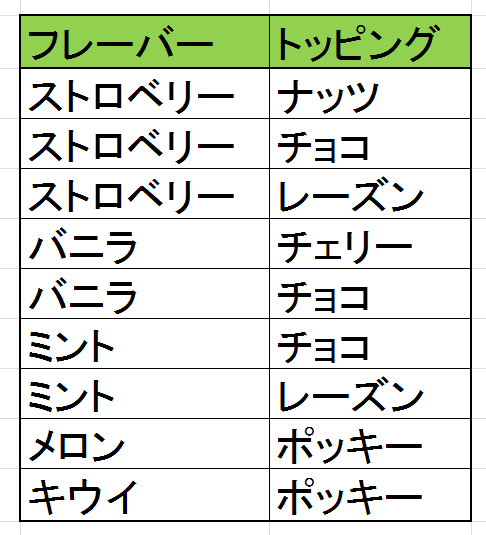 フレーバー トッピング
ストロベリー ナッツ
ストロベリー チョコ
ストロベリー レーズン
バニラ チェリー
バニラ チョコ
ミント チョコ
ミント レーズン
メロン ポッキー
キウイ ポッキー